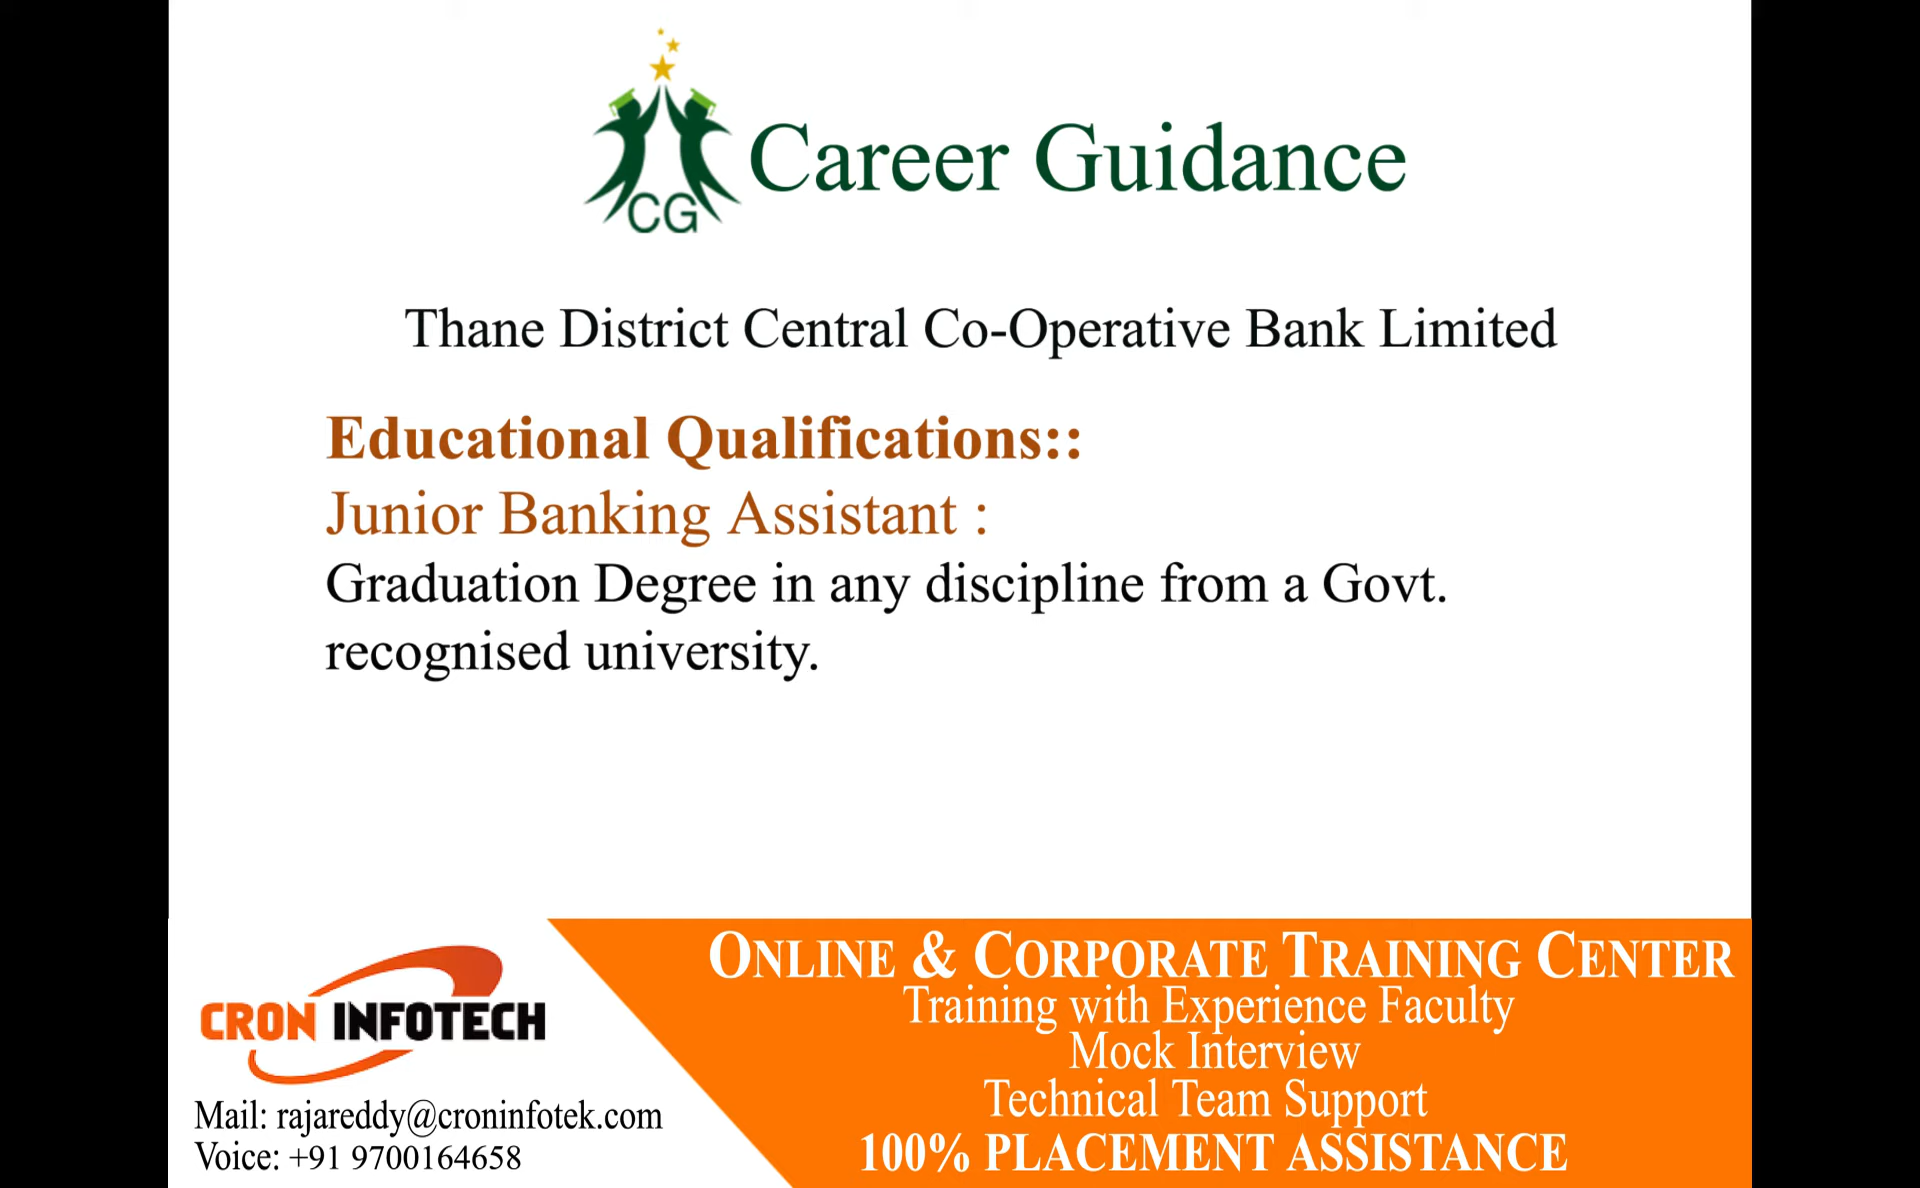 Career Guidance
CG
Thane District Central Co-Operative Bank Limited
Educational Qualifications::
Junior Banking Assistant :
Graduation Degree in any discipline from a Govt.
recognised university.
CRON INFOTECH
Mail: rajareddy@croninfotek.com
Voice: +91 9700164658
ONLINE & CORPORATE TRAINING CENTER
Training with Experience Faculty
Mock Interview
Technical Team Support
100% PLACEMENT ASSISTANCE